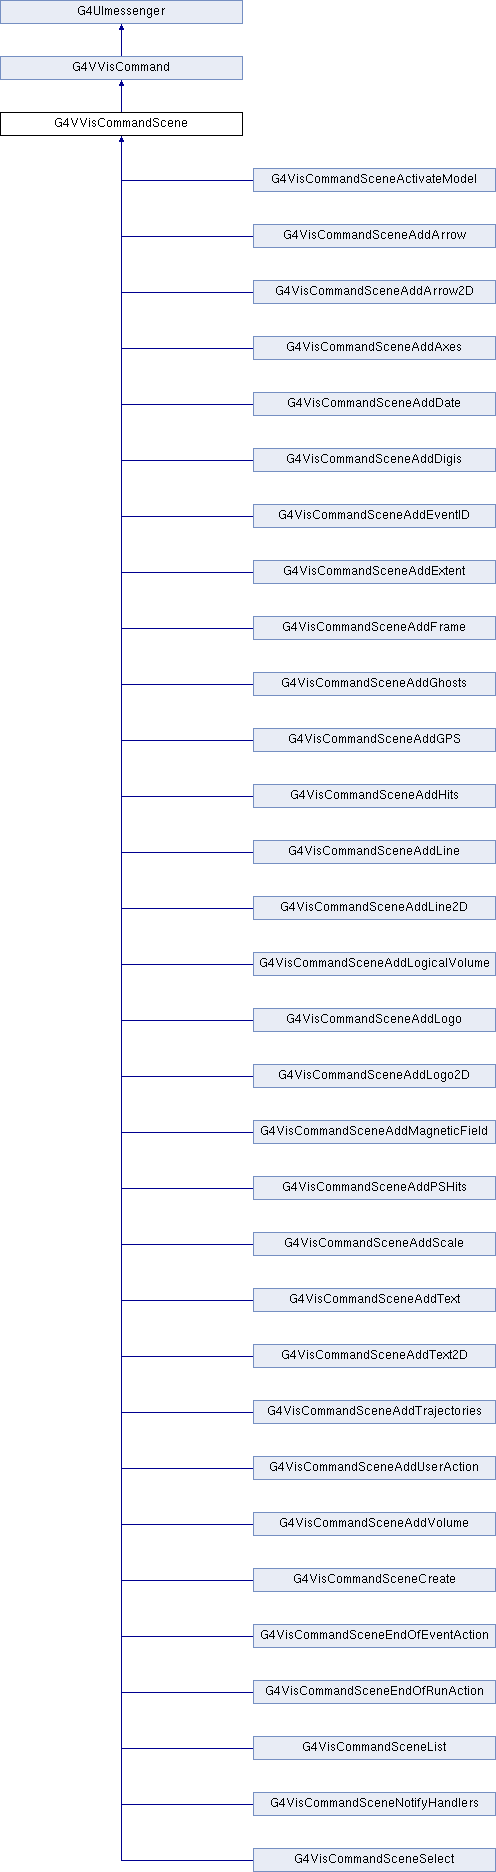 G4UImessenger
G4VVisCommand
G4VVisCommandScene
G4VisCommandSceneActivateModel
G4VisCommandSceneAddArrow
G4VisCommandSceneAddArrow2D
G4VisCommandSceneAddAxes
G4VisCommandSceneAddDate
G4VisCommandSceneAddDigis
G4VisCommandSceneAddEventID
G4VisCommandSceneAddExtent
G4VisCommandSceneAddFrame
G4VisCommandSceneAddGhosts
G4VisCommandSceneAddGPS
G4VisCommandSceneAddHits
G4VisCommandSceneAddLine
G4VisCommandSceneAddLine2D
G4VisCommandSceneAddLogicalVolume
G4VisCommandSceneAddLogo
G4VisCommandSceneAddLogo2D
G4VisCommandSceneAddMagneticField
G4VisCommandSceneAddPSHits
G4VisCommandSceneAddScale
G4VisCommandSceneAddText
G4VisCommandSceneAddText2D
G4VisCommandSceneAddTrajectories
G4VisCommandSceneAddUserAction
G4VisCommandSceneAddVolume
G4VisCommandSceneCreate
G4VisCommandSceneEndOfEventAction
G4VisCommandSceneEndOfRunAction
G4VisCommandSceneList
G4VisCommandSceneNotifyHandlers
G4VisCommandSceneSelect